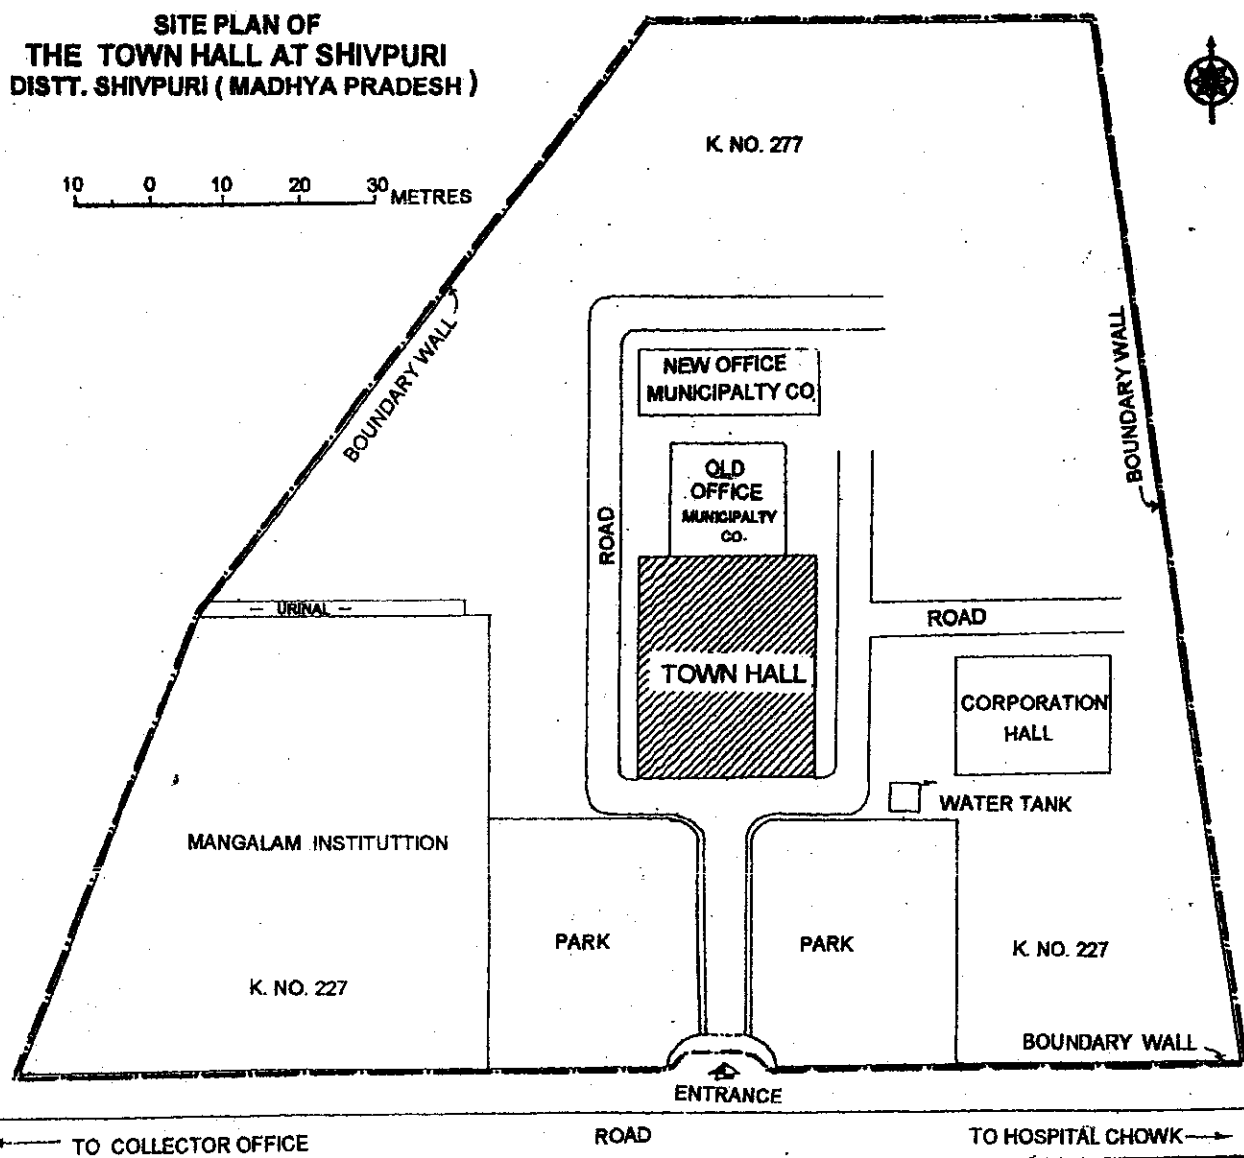 SITE PLAN OF
THE TOWN HALL AT SHIVPURI
DISTT. SHIVPURI ( MADHYA PRADESH )
10 0 10 20 30 METRES
K. NO. 277
BOUNDARY WALL
BOUNDARY WALL
NEW OFFICE
MUNICIPALTY CO.
OLD
OFFICE
MUNICIPALTY
CO.
ROAD
URINAL
ROAD
TOWN HALL
CORPORATION
HALL
WATER TANK
MANGALAM INSTITUTTION
PARK
PARK
K. NO. 227
K. NO. 227
BOUNDARY WALL
ENTRANCE
TO COLLECTOR OFFICE
ROAD
TO HOSPITAL CHOWK